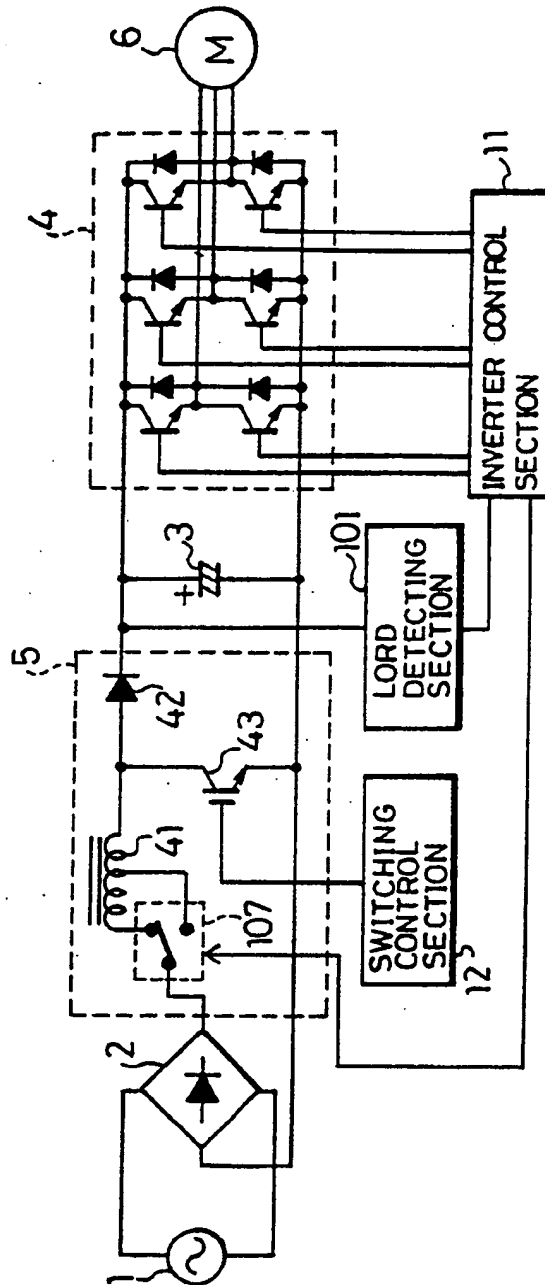 1
2
5
41
42
43
107
+
3
4
6
M
LORD
DETECTING
SECTION
101
SWITCHING
CONTROL
SECTION
12
INVERTER CONTROL
SECTION
11